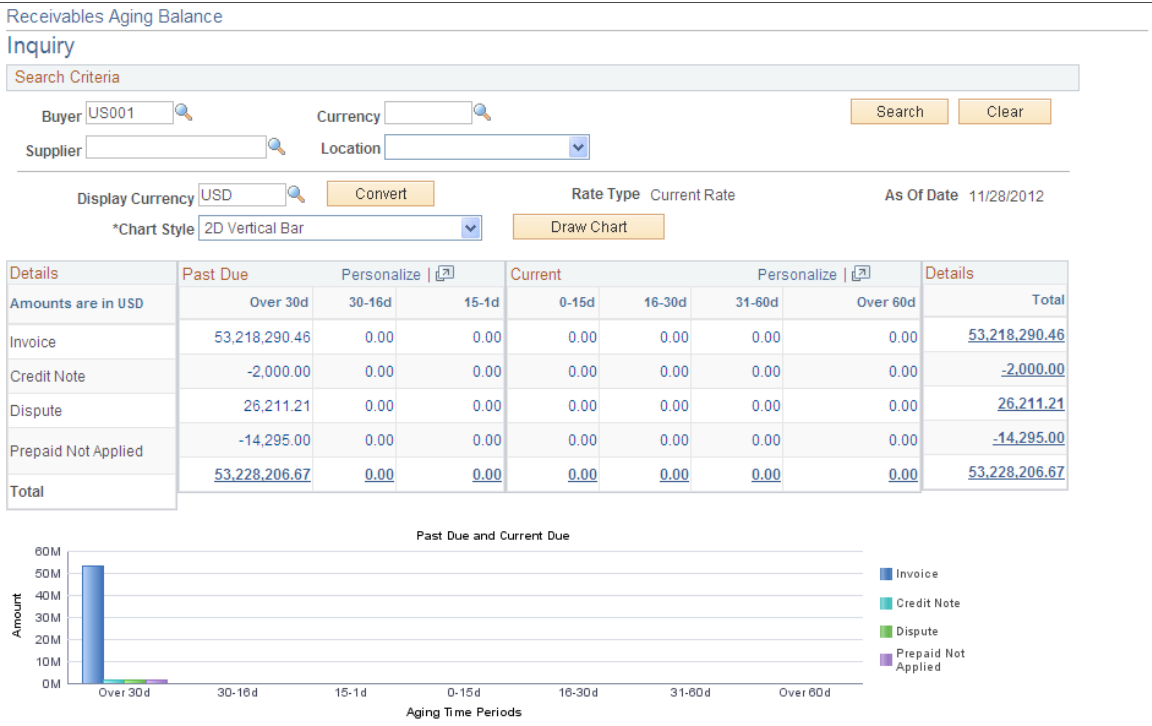 Receivables Aging Balance
Inquiry
Search Criteria
Buyer US001 Currency Search Clear
Supplier Location
Display Currency USD Convert Rate Type Current Rate As Of Date 11/28/2012
*Chart Style 2D Vertical Bar Draw Chart
Details Past Due Personalize | Current Personalize | Details
Amounts are in USD Over 30d 30-16d 15-1d 0-15d 16-30d 31-60d Over 60d Total
Invoice 53,218,290.46 0.00 0.00 0.00 0.00 0.00 0.00 53,218,290.46
Credit Note -2,000.00 0.00 0.00 0.00 0.00 0.00 0.00 -2,000.00
Dispute 26,211.21 0.00 0.00 0.00 0.00 0.00 0.00 26,211.21
Prepaid Not Applied -14,295.00 0.00 0.00 0.00 0.00 0.00 0.00 -14,295.00
Total 53,228,206.67 0.00 0.00 0.00 0.00 0.00 0.00 53,228,206.67
Past Due and Current Due
60M
50M
40M
30M
20M
10M
0M
Amount
Over 30d 30-16d 15-1d 0-15d 16-30d 31-60d Over 60d
Aging Time Periods
Invoice
Credit Note
Dispute
Prepaid Not
Applied